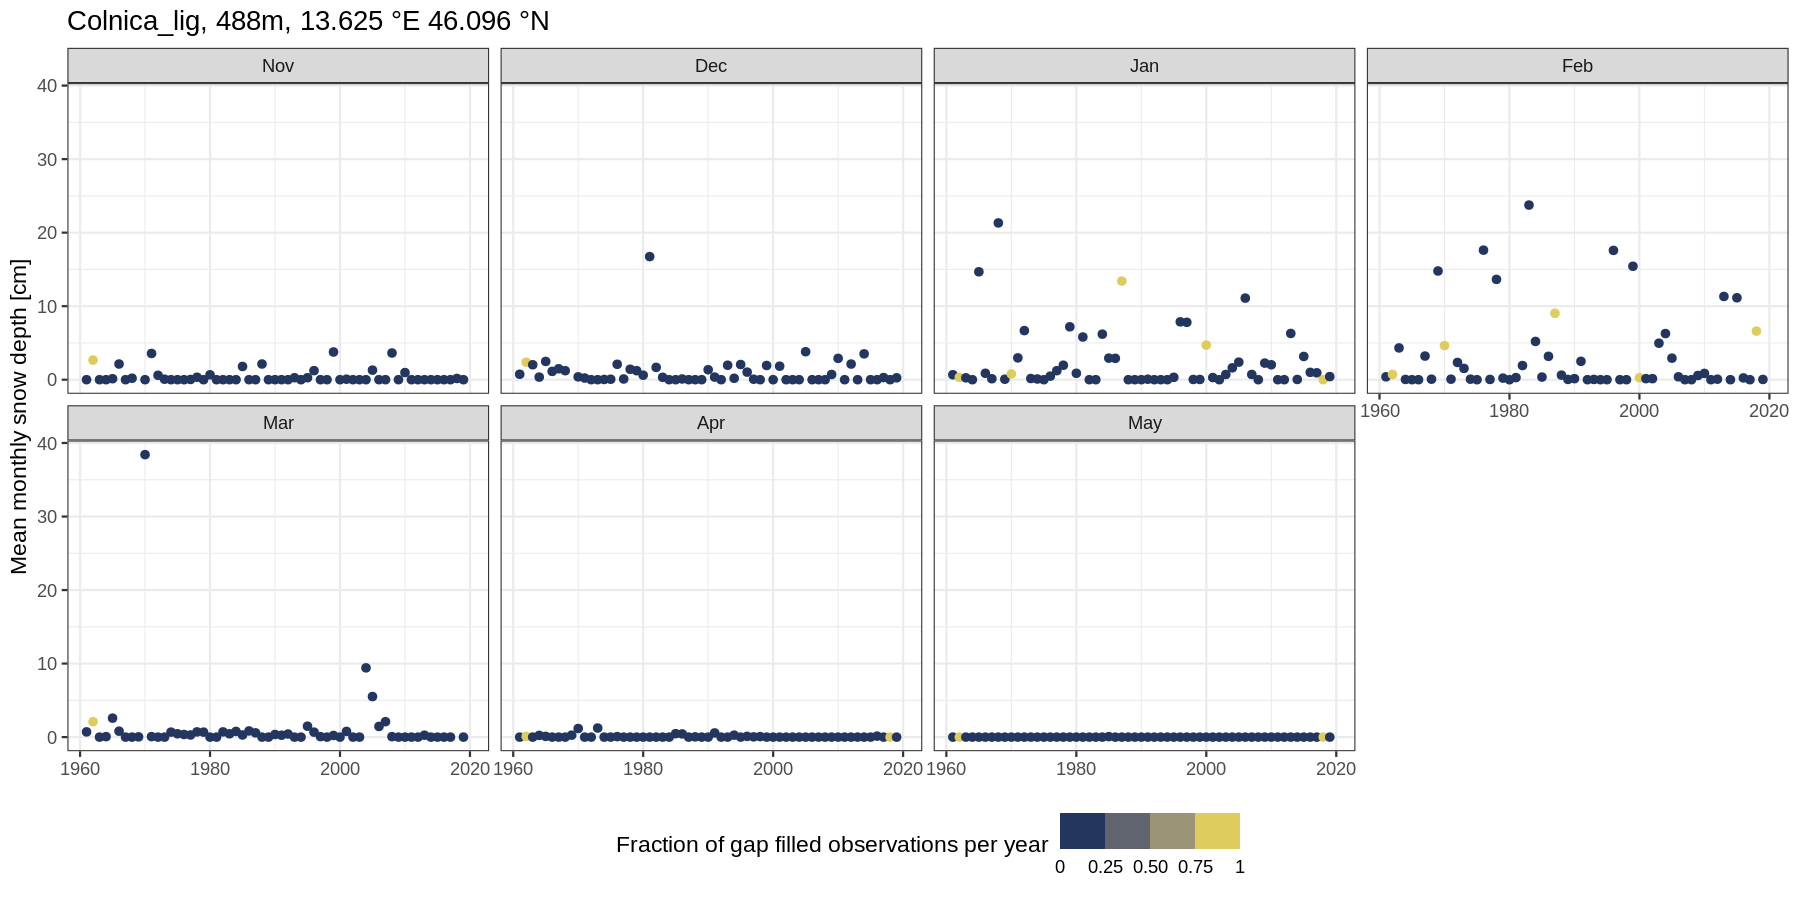 Colnica_lig, 488m, 13.625 °E 46.096 °N
Nov Dec Jan Feb
40
30
20
10
0
1960 1980 2000 2020
Mean monthly snow depth [cm]
Mar Apr May
40
30
20
10
0
1960 1980 2000 2020 1960 1980 2000 2020 1960 1980 2000 2020
Fraction of gap filled observations per year
0 0.25 0.50 0.75 1